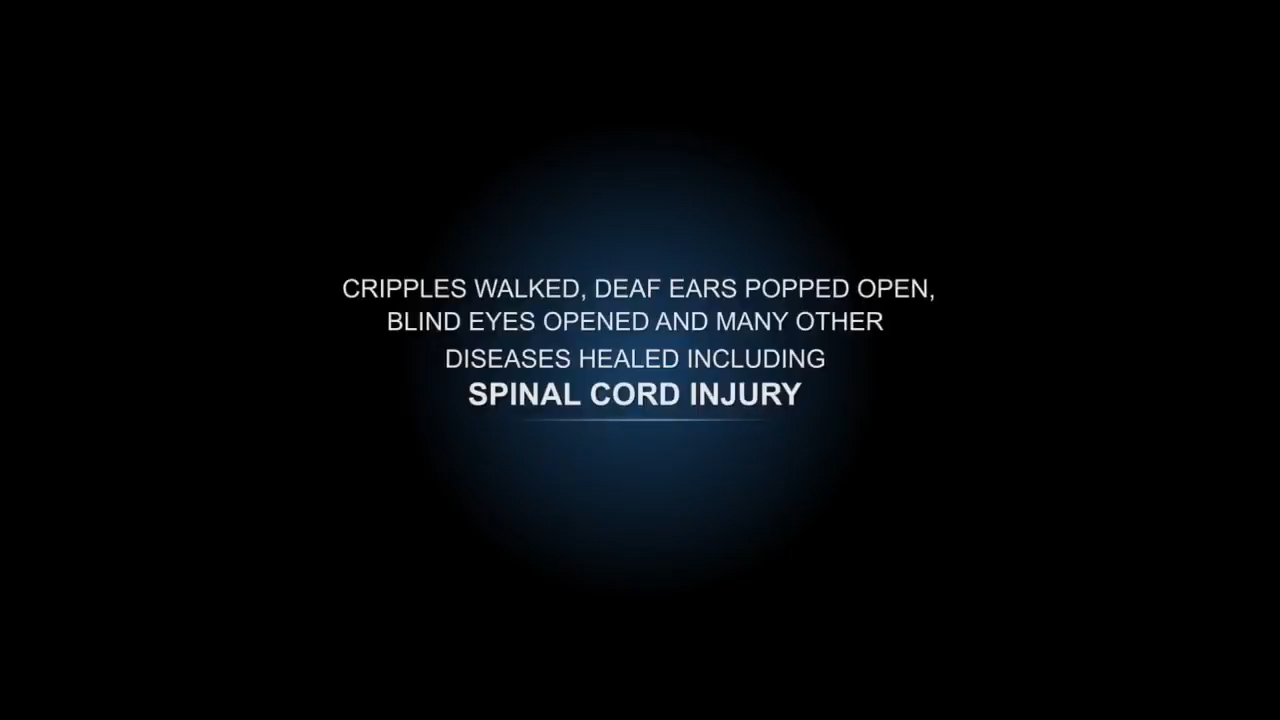 CRIPPLES WALKED, DEAF EARS POPPED OPEN,
BLIND EYES OPENED AND MANY OTHER
DISEASES HEALED INCLUDING
SPINAL CORD INJURY